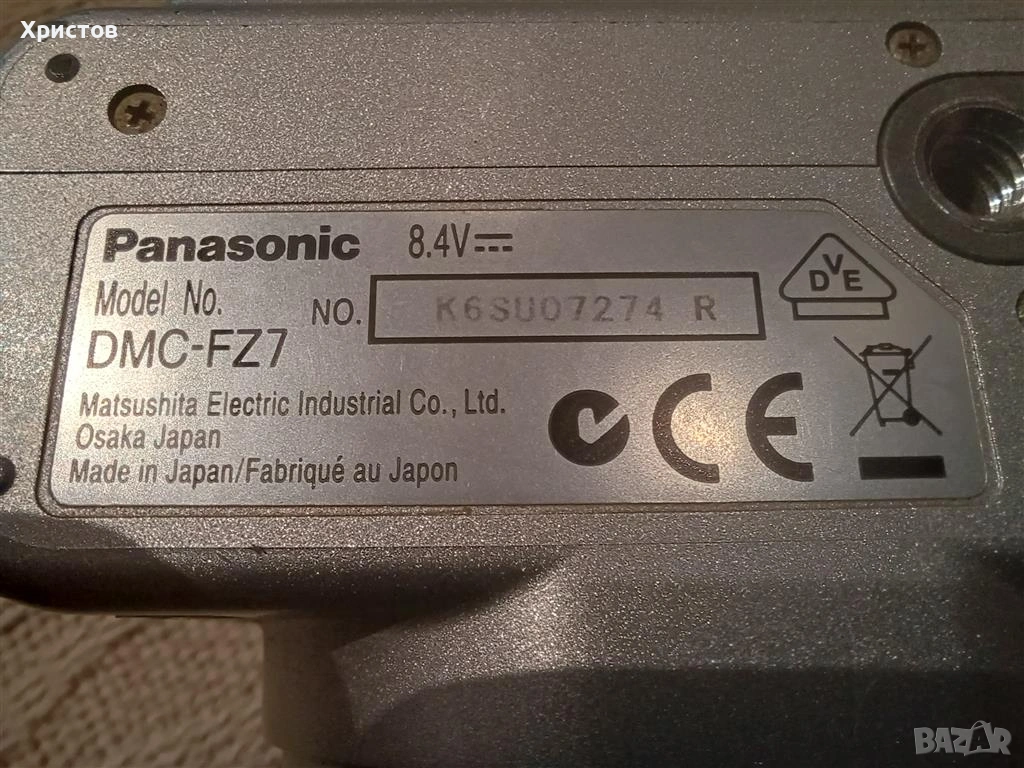 Христов
Panasonic 8.4V
Model No.
DMC-FZ7
NO. K6SU07274 R
DVE
Matsushita Electric Industrial Co., Ltd.
Osaka Japan
Made in Japan/Fabriqué au Japon
CE
BAZAR